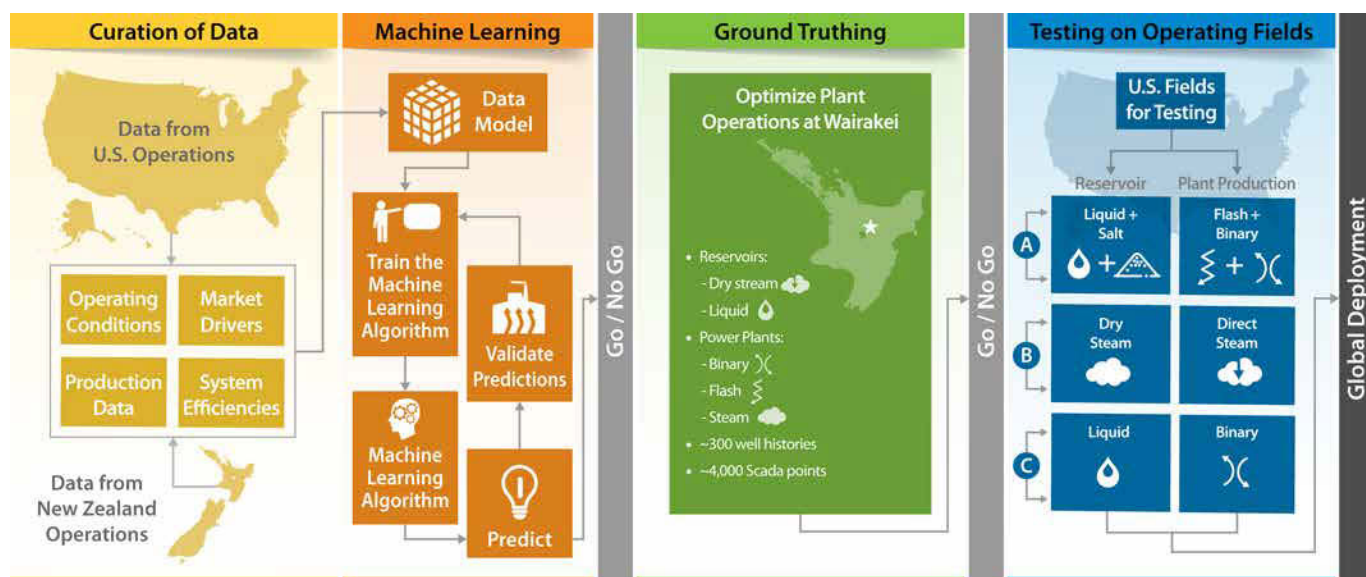 Curation of Data
Data from
U.S. Operations
Operating
Conditions
Market
Drivers
Production
Data
System
Efficiencies
Data from
New Zealand
Operations
Machine Learning
Data
Model
Train the
Machine
Learning
Algorithm
Validate
Predictions
Machine
Learning
Algorithm
Predict
Go / No Go
Ground Truthing
Optimize Plant
Operations at Wairakei
• Reservoirs:
- Dry stream
- Liquid
• Power Plants:
- Binary
- Flash
- Steam
• ~300 well histories
• ~4,000 Scada points
Go / No Go
Testing on Operating Fields
U.S. Fields
for Testing
Reservoir
Plant Production
A
Liquid +
Salt
+
Flash +
Binary
+
B
Dry
Steam
Direct
Steam
C
Liquid
Binary
Global Deployment